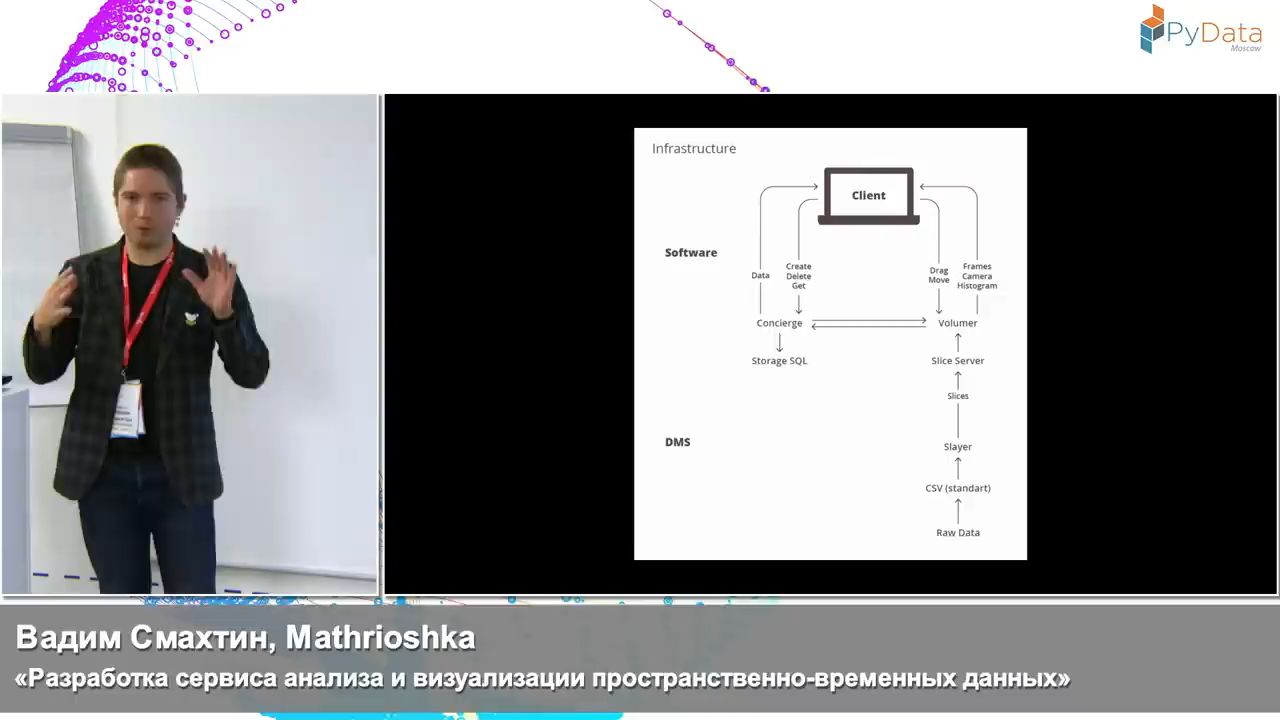 PyData
Moscow
Infrastructure
Client
Software
Data
Create
Delete
Get
Drag
Move
Frames
Camera
Histogram
Concierge
Volumer
Storage SQL
Slice Server
Slices
DMS
Slayer
CSV (standart)
Raw Data
Вадим Смахтин, Mathrioshka
«Разработка сервиса анализа и визуализации пространственно-временных данных»